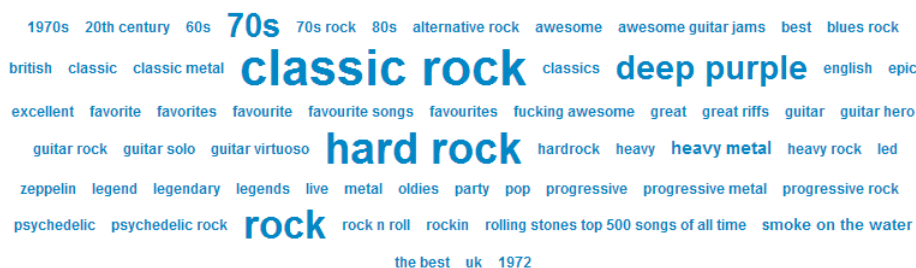 1970s 20th century 60s 70s 70s rock 80s alternative rock awesome awesome guitar jams best blues rock
british classic classic metal classic rock classics deep purple english epic
excellent favorite favorites favourite favourite songs favourites fucking awesome great great riffs guitar guitar hero
guitar rock guitar solo guitar virtuoso hard rock hardrock heavy heavy metal heavy rock led
zeppelin legend legendary legends live metal oldies party pop progressive progressive metal progressive rock
psychedelic psychedelic rock rock rock n roll rockin rolling stones top 500 songs of all time smoke on the water
the best uk 1972